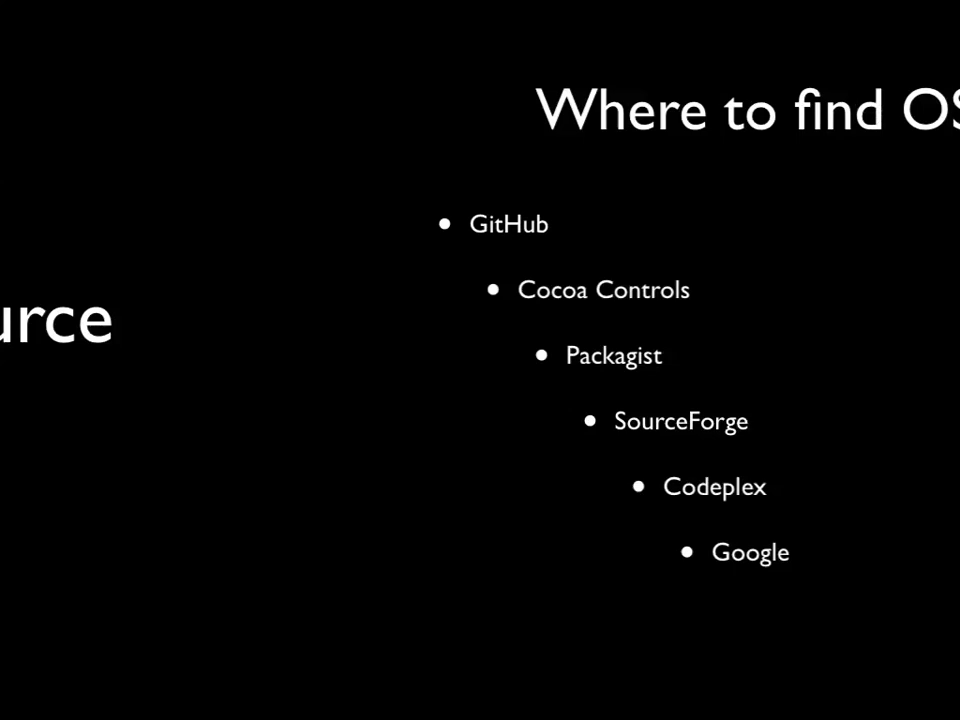 Where to find OS
• GitHub
• Cocoa Controls
urce
• Packagist
• SourceForge
• Codeplex
• Google